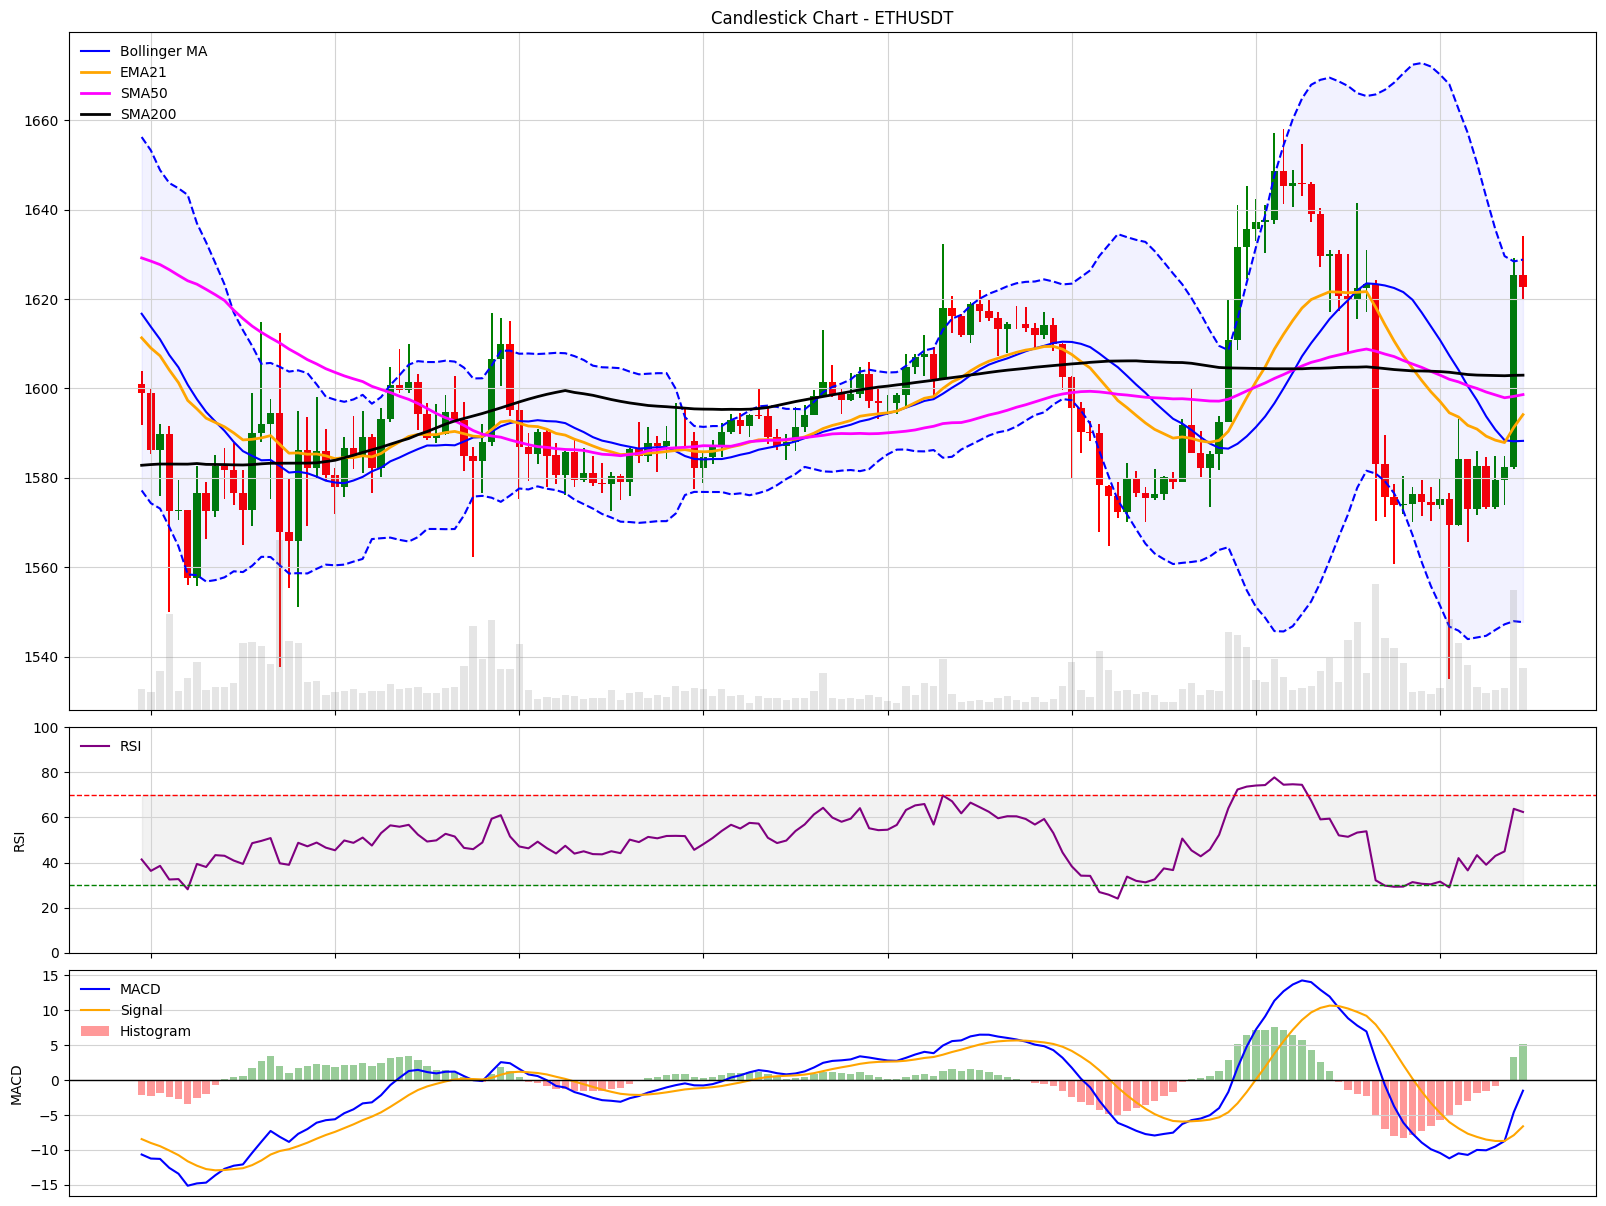 Candlestick Chart - ETHUSDT
Bollinger MA
EMA21
SMA50
SMA200
1660
1640
1620
1600
1580
1560
1540
RSI
100
80
60
40
20
0
RSI
MACD
Signal
Histogram
15
10
5
0
−5
−10
−15
MACD